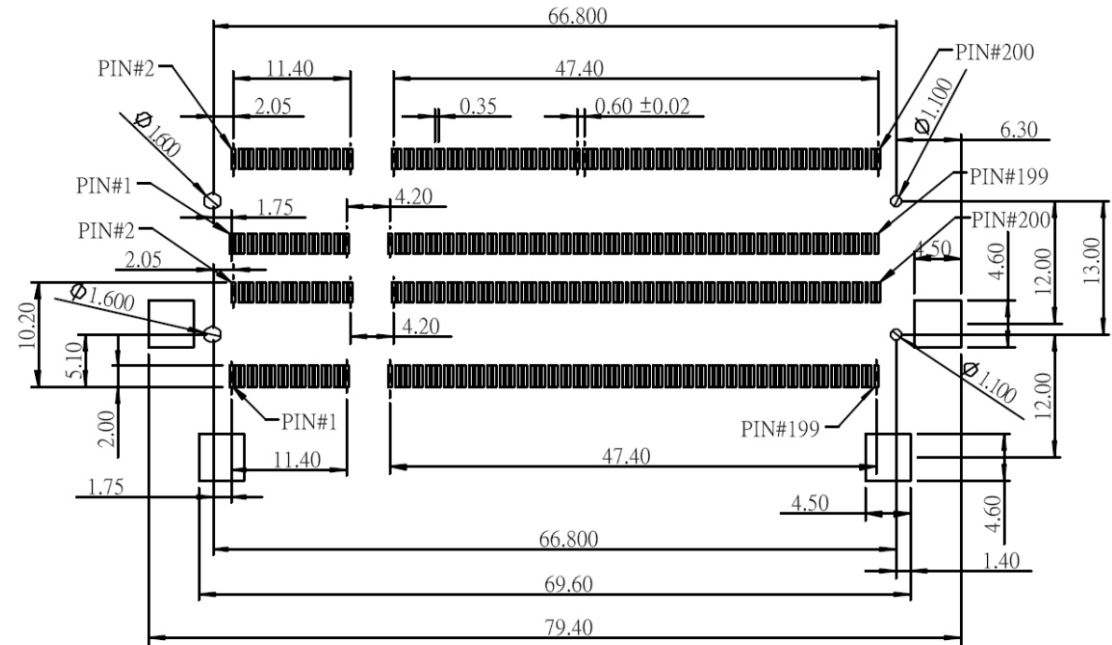 66.800
PIN#2
11.40
47.40
PIN#200
2.05
0.35
0.60 ±0.02
Ø1.100
6.30
Ø1.600
PIN#1
1.75
4.20
PIN#199
PIN#2
PIN#200
2.05
4.50
4.60
12.00
13.00
Ø1.600
10.20
5.10
4.20
2.00
Ø1.100
12.00
PIN#1
PIN#199
11.40
47.40
1.75
4.50
4.60
66.800
1.40
69.60
79.40